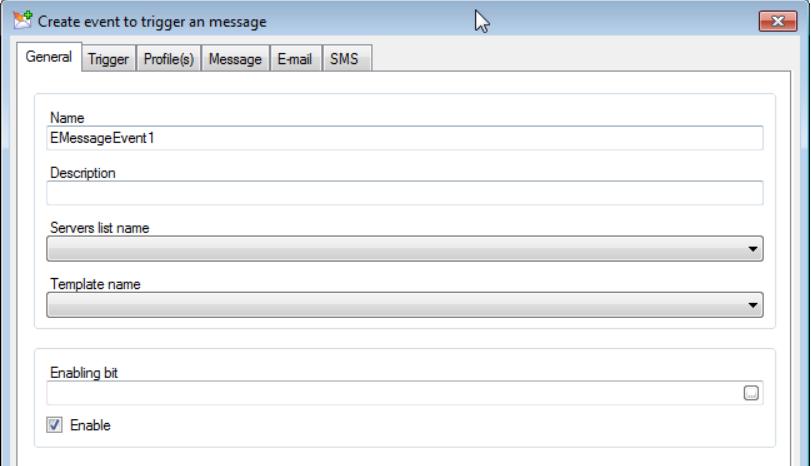 Create event to trigger an message
General Trigger Profile(s) Message E-mail SMS
Name
EMessageEvent1
Description
Servers list name
Template name
Enabling bit
...
Enable